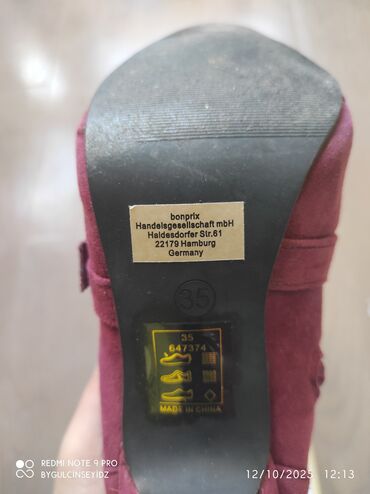 bonprix
Handelsgesellschaft mbH
Haldesdorfer Str.61
22179 Hamburg
Germany
35
35
647374
MADE IN CHINA
REDMI NOTE 9 PRO
BYGULCINSEYIDZ
12/10/2025 12:13